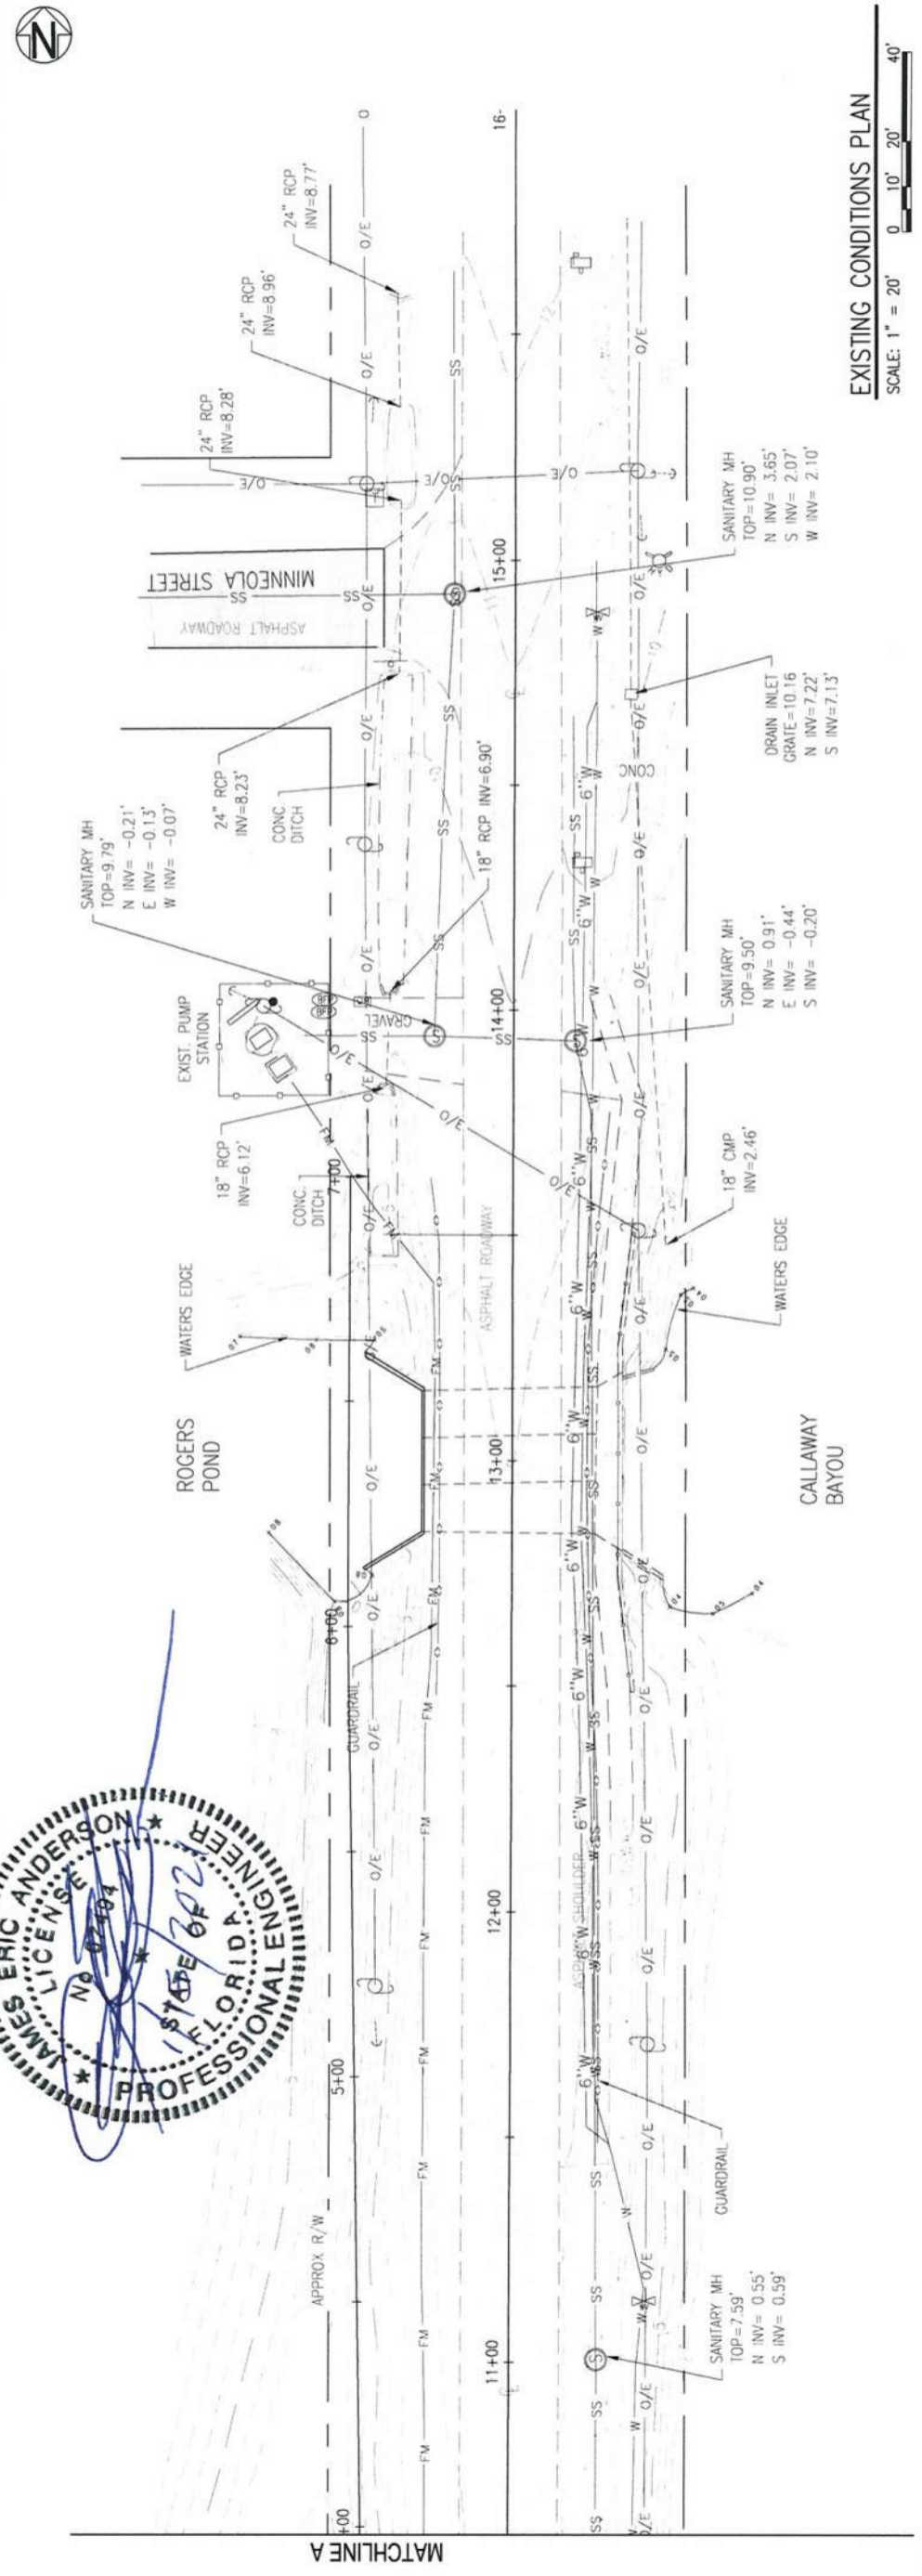 N
24" RCP
INV=8.77'
24" RCP
INV=8.96'
24" RCP
INV=8.28'
MINNEOLA STREET
ASPHALT ROADWAY
24" RCP
INV=8.23'
CONC
DITCH
SANITARY MH
TOP=9.79'
N INV= -0.21'
E INV= -0.13'
W INV= -0.07'
18" RCP INV=6.90'
EXIST. PUMP
STATION
GRAVEL
18" RCP
INV=6.12'
CONC.
DITCH
7+00
WATERS EDGE
ROGERS
POND
ASPHALT ROADWAY
6+00
GUARDRAIL
5+00
APPROX R/W
+00
MATCHLINE A
JAMES ERIC ANDERSON
LICENSE
No
STATE OF
FLORIDA
PROFESSIONAL ENGINEER
16-
15+00
14+00
13+00
12+00
11+00
O/E
SS
FM
W
6"W
ASPHALT SHOULDER
CONC
SANITARY MH
TOP=10.90'
N INV= 3.65'
S INV= 2.07'
W INV= 2.10'
DRAIN INLET
GRATE=10.16
N INV=7.22'
S INV=7.13'
SANITARY MH
TOP=9.50'
N INV= 0.91'
E INV= -0.44'
S INV= -0.20'
18" CMP
INV=2.46'
WATERS EDGE
CALLAWAY
BAYOU
GUARDRAIL
SANITARY MH
TOP=7.59'
N INV= 0.55'
S INV= 0.59'
EXISTING CONDITIONS PLAN
SCALE: 1" = 20'
0 10' 20' 40'